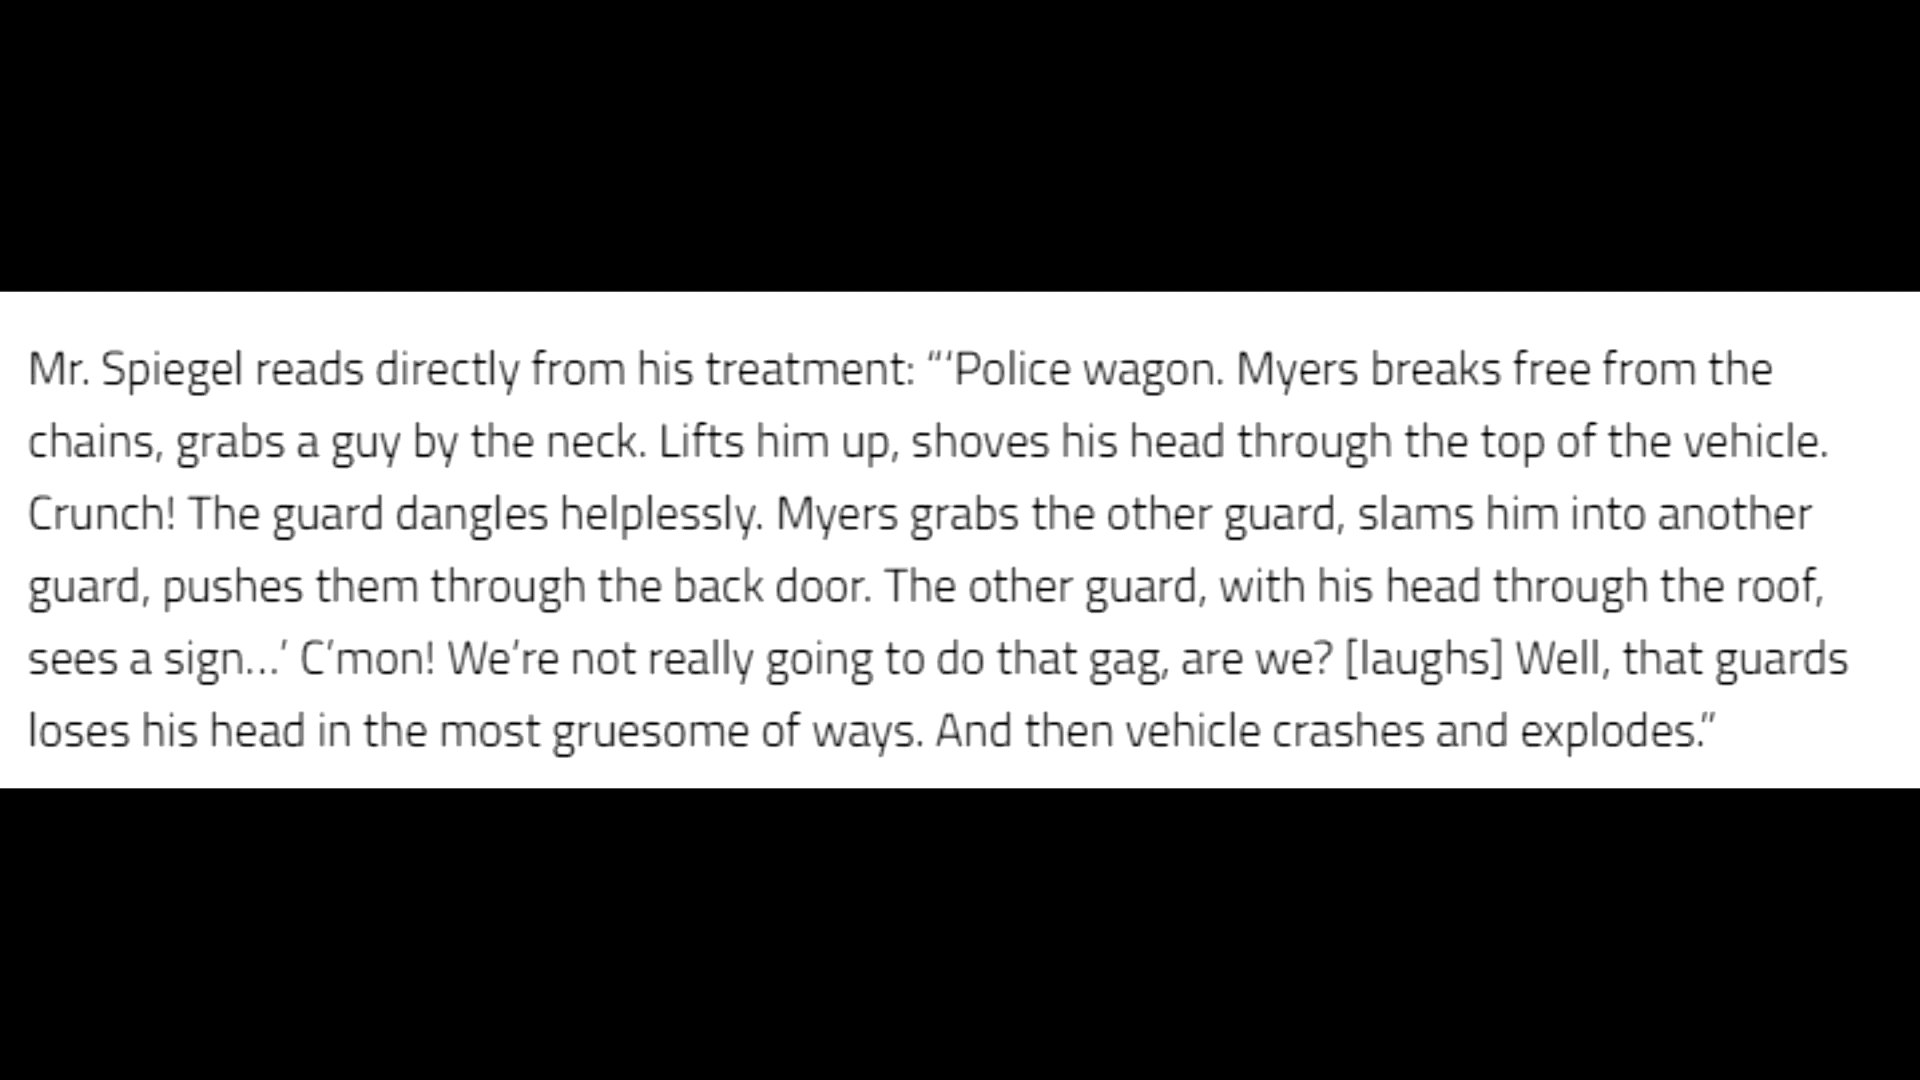 Mr. Spiegel reads directly from his treatment: “‘Police wagon. Myers breaks free from the
chains, grabs a guy by the neck. Lifts him up, shoves his head through the top of the vehicle.
Crunch! The guard dangles helplessly. Myers grabs the other guard, slams him into another
guard, pushes them through the back door. The other guard, with his head through the roof,
sees a sign…’ C’mon! We’re not really going to do that gag, are we? [laughs] Well, that guards
loses his head in the most gruesome of ways. And then vehicle crashes and explodes.”